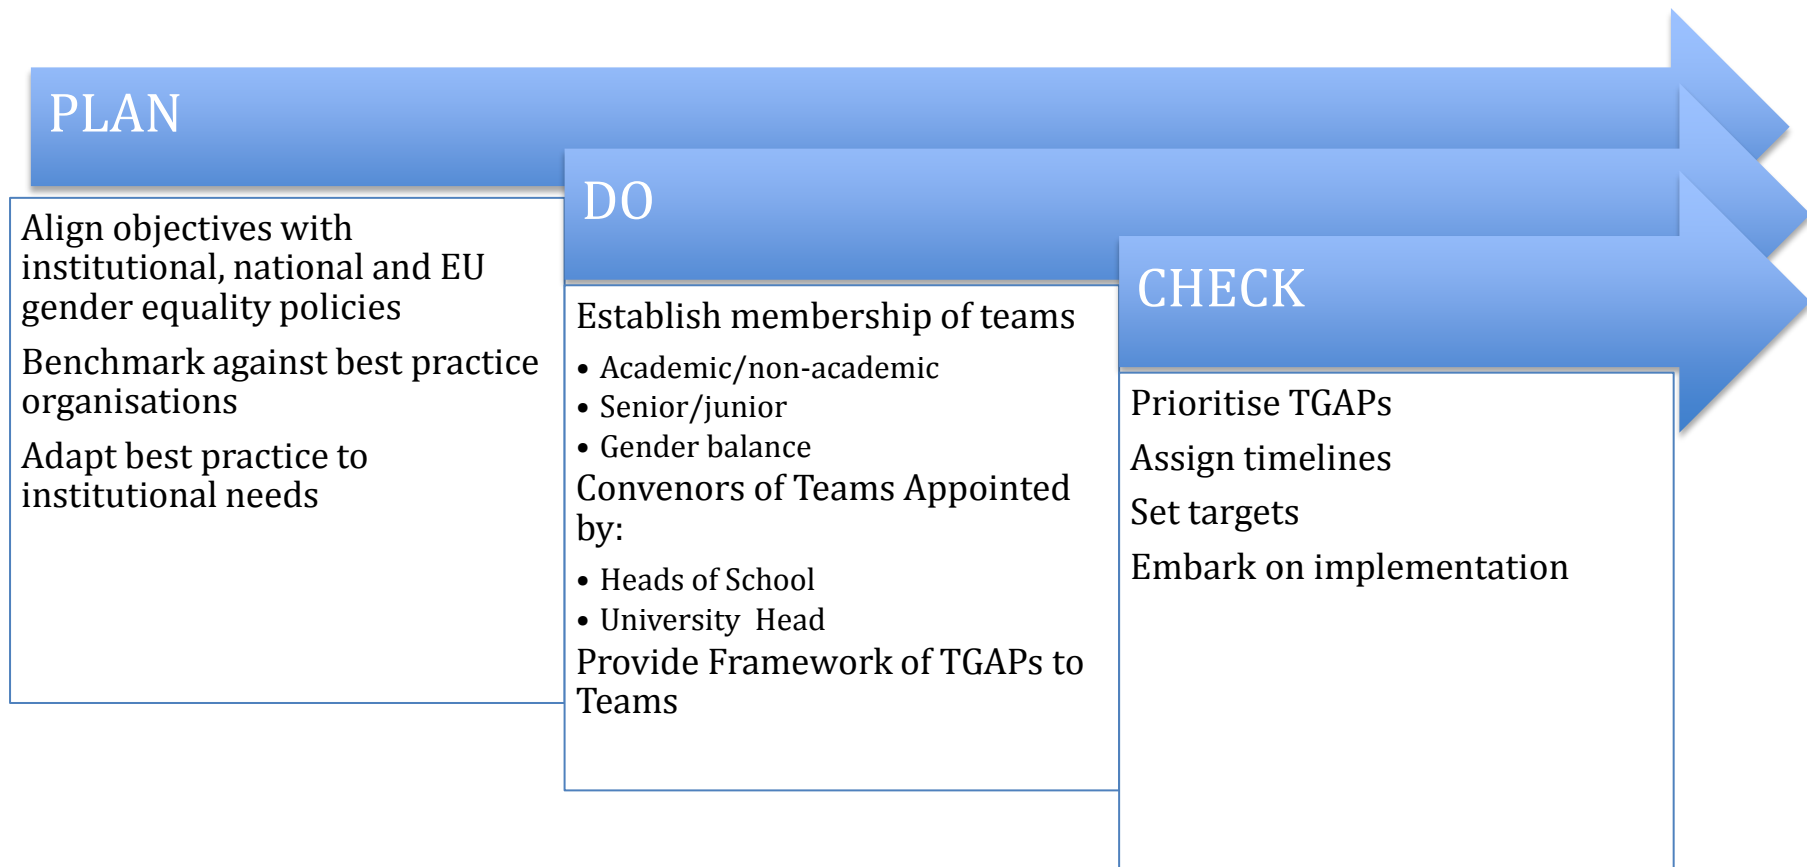 PLAN
Align objectives with
institutional, national and EU
gender equality policies
Benchmark against best practice
organisations
Adapt best practice to
institutional needs
DO
Establish membership of teams
• Academic/non-academic
• Senior/junior
• Gender balance
Convenors of Teams Appointed
by:
• Heads of School
• University  Head
Provide Framework of TGAPs to
Teams
CHECK
Prioritise TGAPs
Assign timelines
Set targets
Embark on implementation